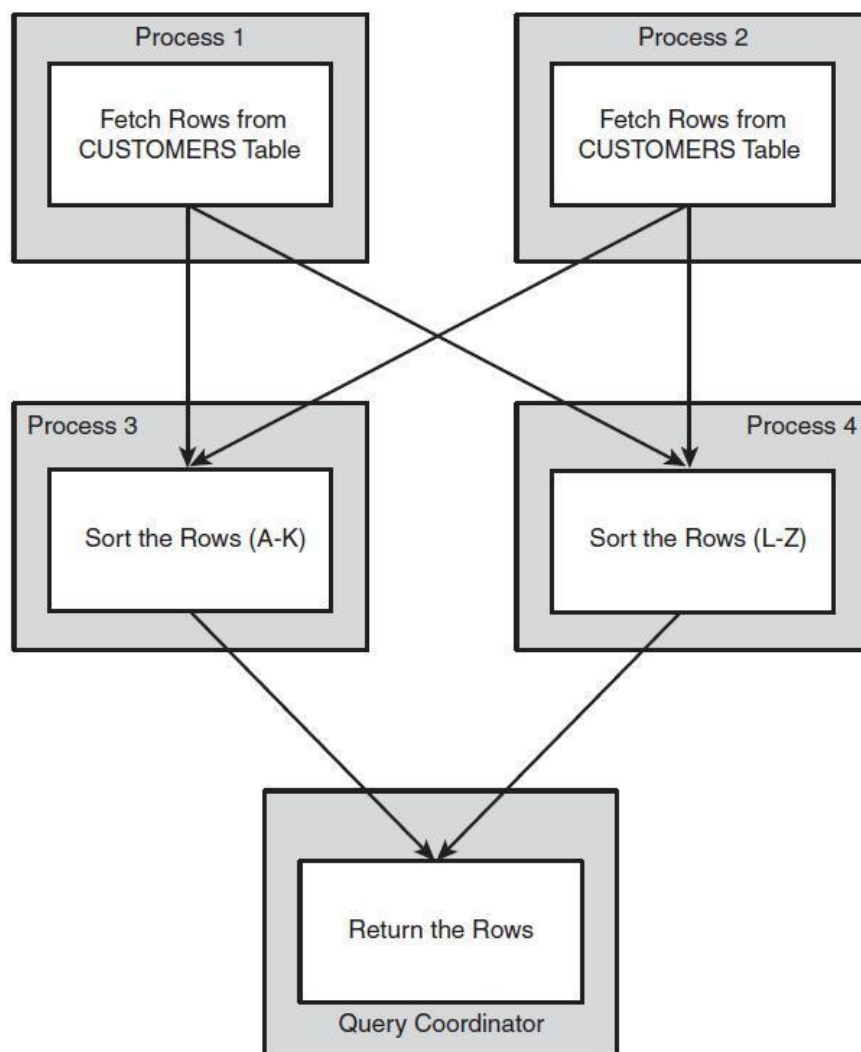 Process 1
Fetch Rows from
CUSTOMERS Table
Process 2
Fetch Rows from
CUSTOMERS Table
Process 3
Sort the Rows (A-K)
Process 4
Sort the Rows (L-Z)
Return the Rows
Query Coordinator